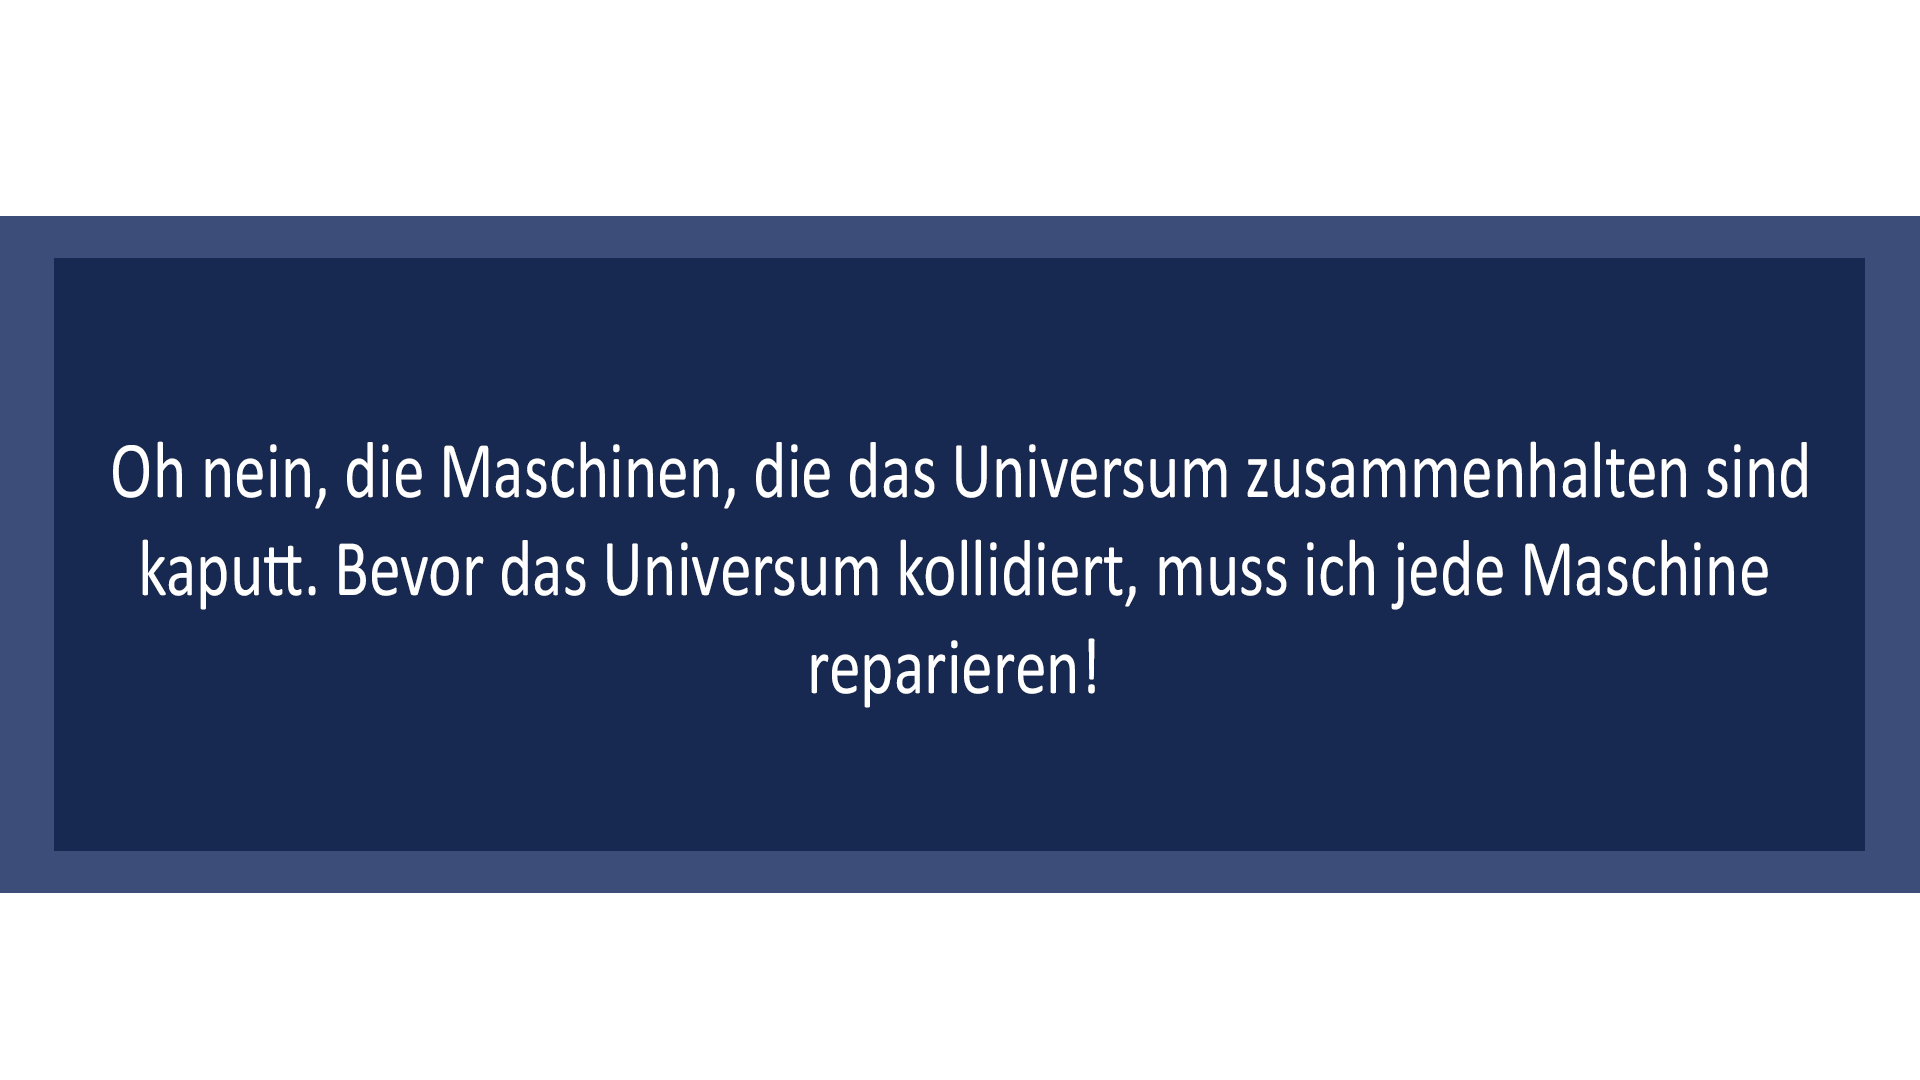 Oh nein, die Maschinen, die das Universum zusammenhalten sind
kaputt. Bevor das Universum kollidiert, muss ich jede Maschine
reparieren!